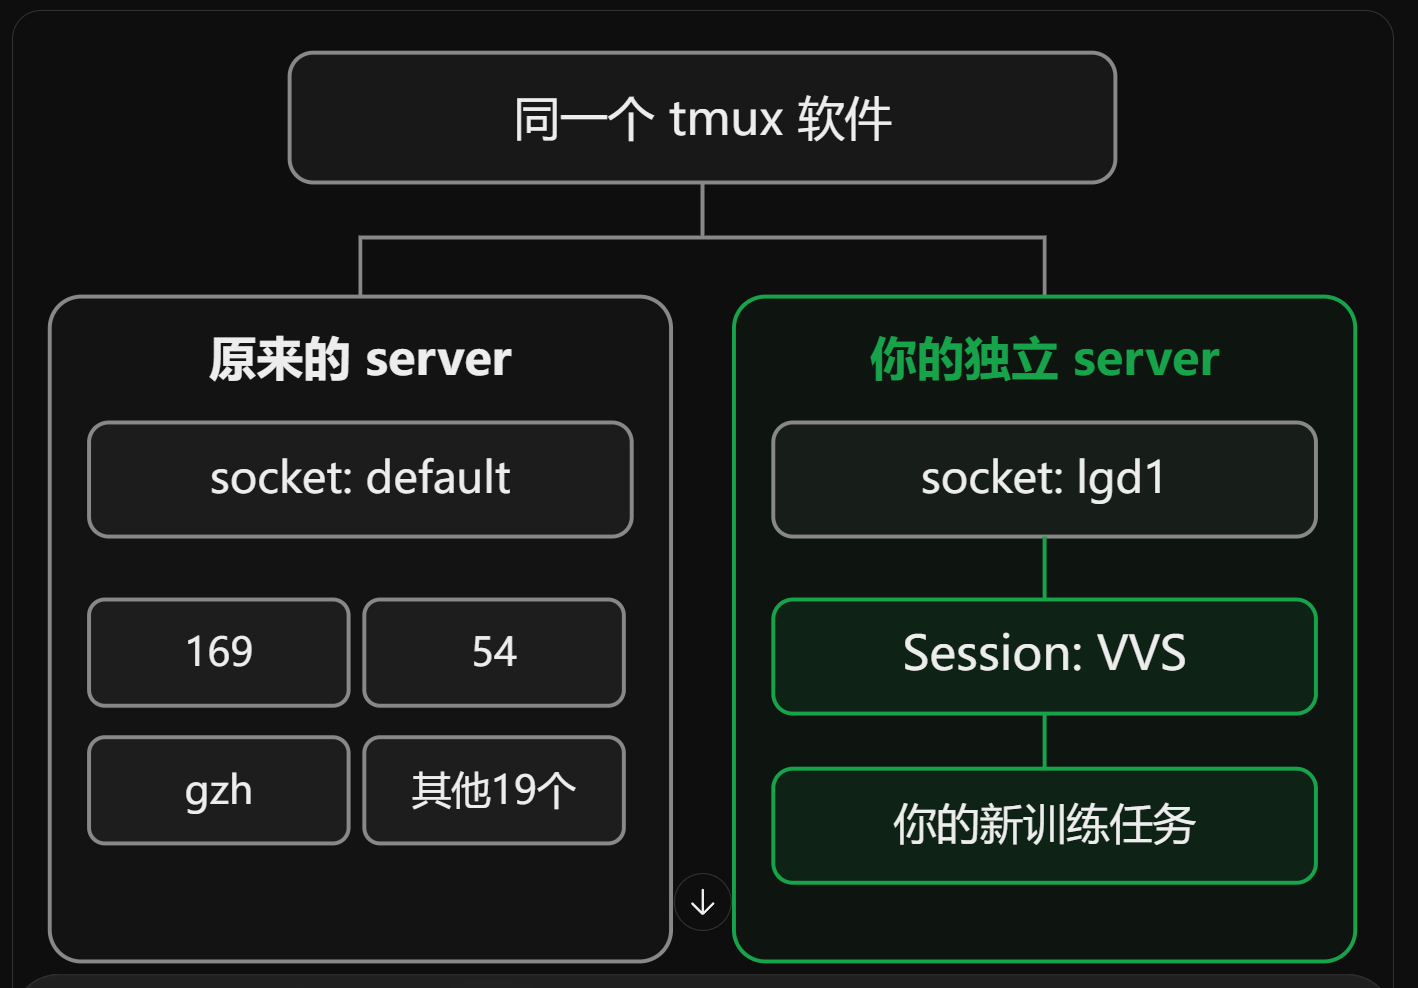 同一个 tmux 软件
原来的 server
socket: default
169
54
gzh
其他19个
你的独立 server
socket: lgd1
Session: VVS
你的新训练任务